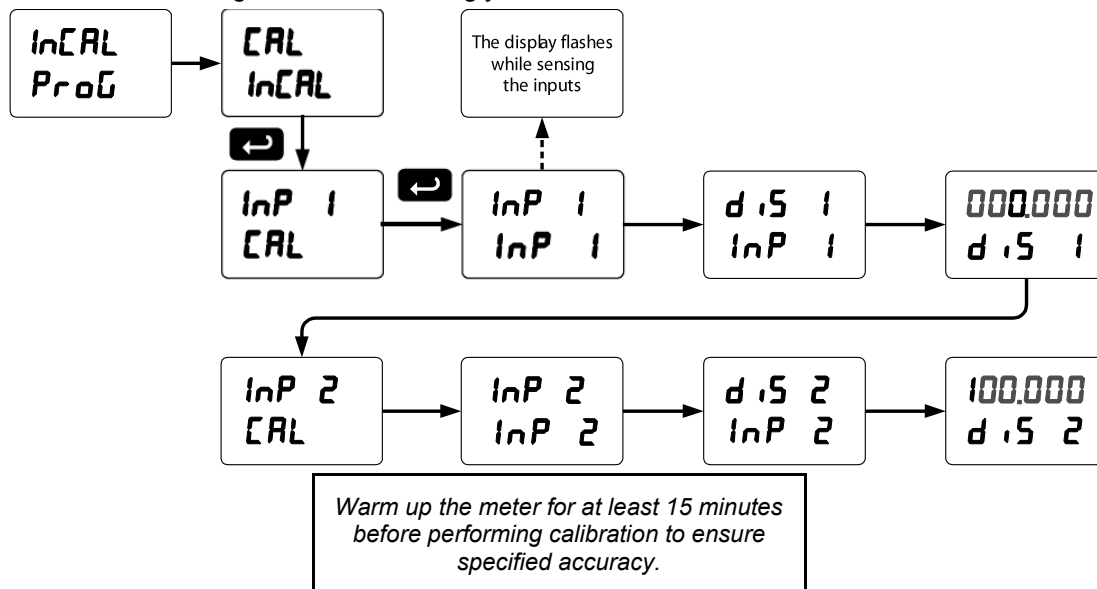 InCAL
ProG
CAL
InCAL
The display flashes
while sensing
the inputs
InP 1
CAL
InP 1
InP 1
diS 1
InP 1
000.000
diS 1
InP 2
CAL
InP 2
InP 2
diS 2
InP 2
100.000
diS 2
Warm up the meter for at least 15 minutes
before performing calibration to ensure
specified accuracy.